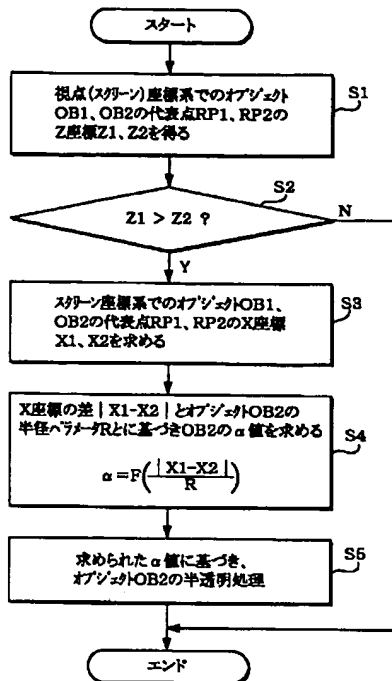 スタート
S1
視点(スクリーン)座標系でのオブジェクト
OB1、OB2の代表点RP1、RP2の
Z座標Z1、Z2を得る
S2
Z1 > Z2 ?
N
Y
S3
スクリーン座標系でのオブジェクトOB1、
OB2の代表点RP1、RP2のX座標
X1、X2を求める
S4
X座標の差|X1-X2|とオブジェクトOB2の
半径パラメータRとに基づきOB2のα値を求める
α=F(|X1-X2|/R)
S5
求められたα値に基づき、
オブジェクトOB2の半透明処理
エンド